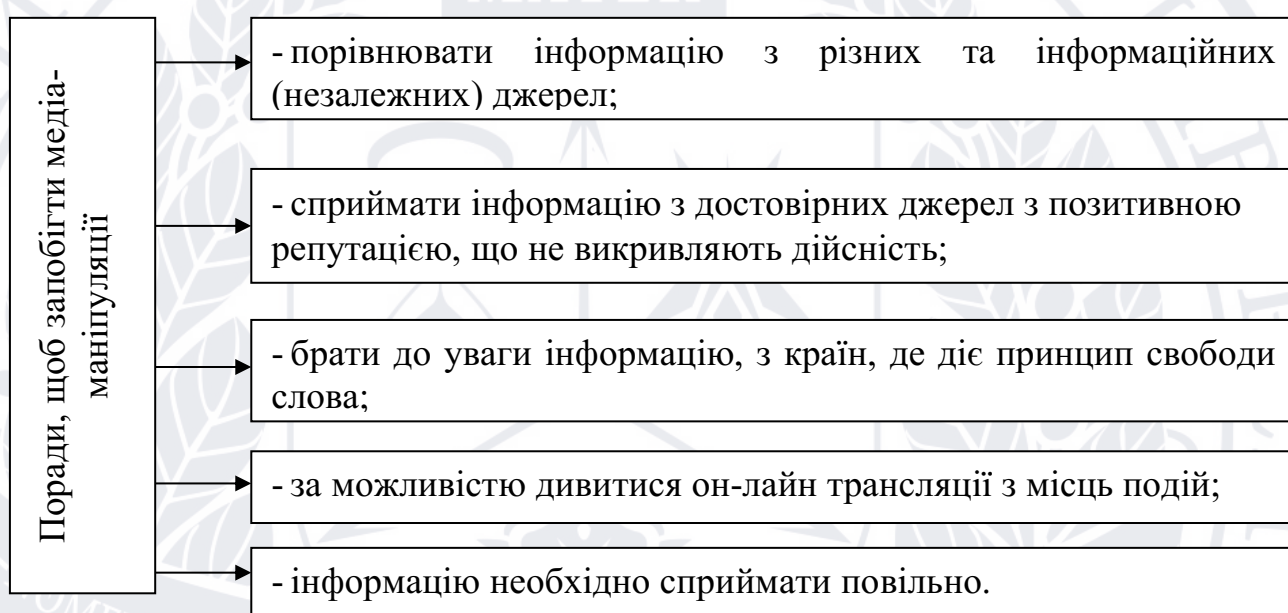 Поради, щоб запобігти медіа-
маніпуляції
- порівнювати інформацію з різних та інформаційних
(незалежних) джерел;
- сприймати інформацію з достовірних джерел з позитивною
репутацією, що не викривляють дійсність;
- брати до уваги інформацію, з країн, де діє принцип свободи
слова;
- за можливістю дивитися он-лайн трансляції з місць подій;
- інформацію необхідно сприймати повільно.